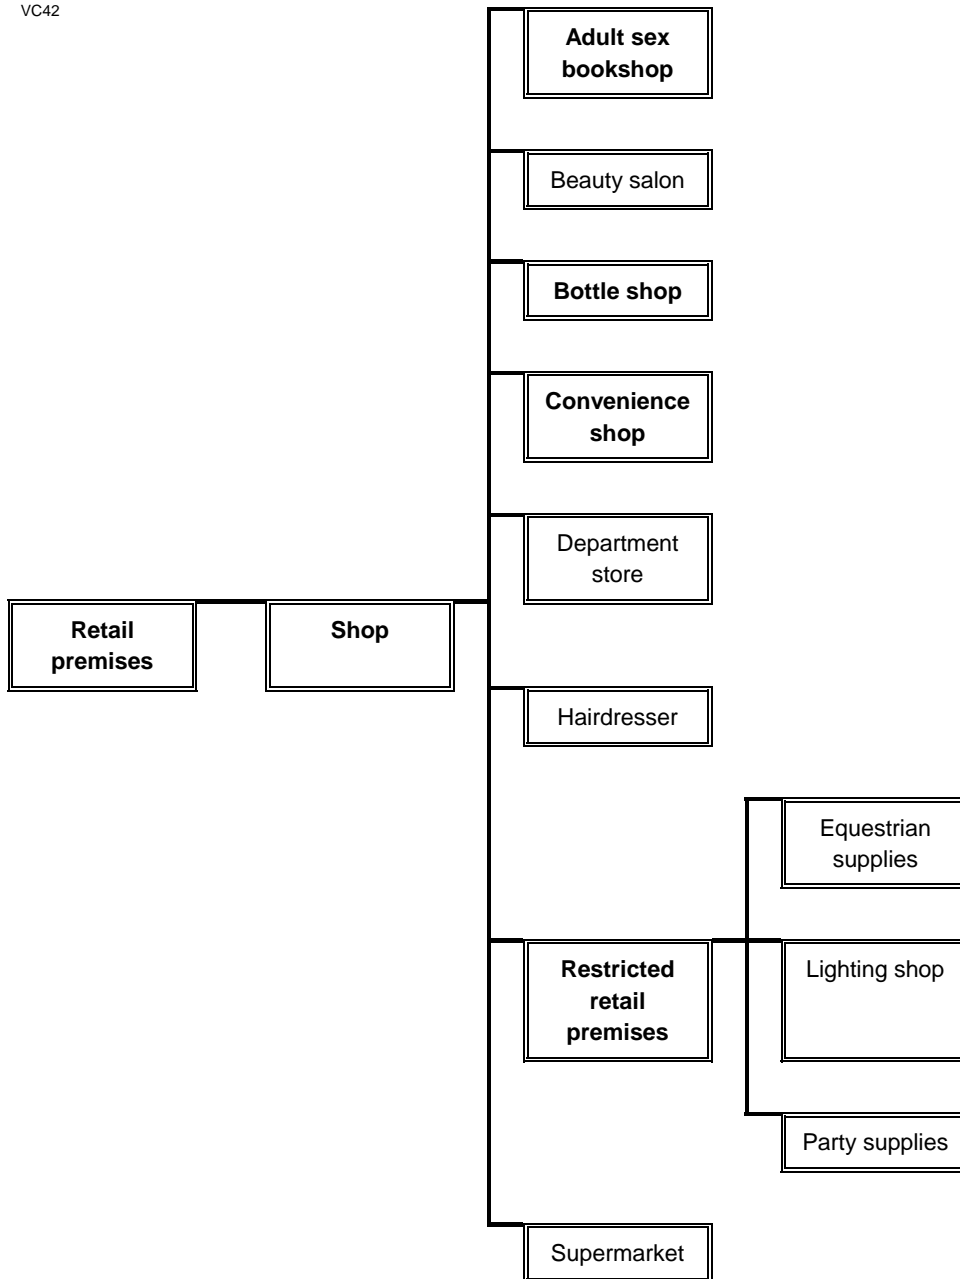 VC42
Adult sex
bookshop
Beauty salon
Bottle shop
Convenience
shop
Department
store
Retail
premises
Shop
Hairdresser
Equestrian
supplies
Restricted
retail
premises
Lighting shop
Party supplies
Supermarket